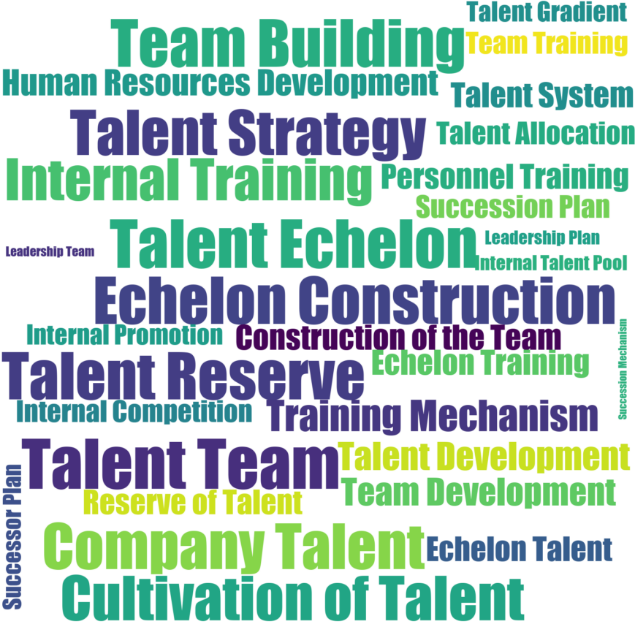 Talent Gradient
Team Building
Team Training
Human Resources Development
Talent System
Talent Strategy
Talent Allocation
Internal Training
Personnel Training
Succession Plan
Talent Echelon
Leadership Plan
Leadership Team
Internal Talent Pool
Echelon Construction
Internal Promotion
Construction of the Team
Succession Mechanism
Talent Reserve
Echelon Training
Internal Competition
Training Mechanism
Talent Team
Talent Development
Successor Plan
Reserve of Talent
Team Development
Company Talent
Echelon Talent
Cultivation of Talent